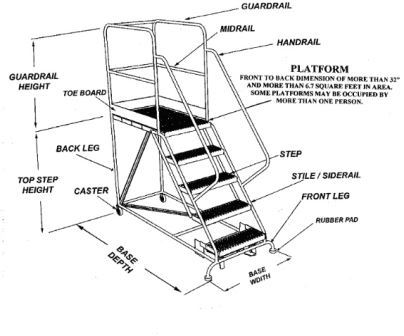 GUARDRAIL
MIDRAIL
HANDRAIL
GUARDRAIL
HEIGHT
PLATFORM
FRONT TO BACK DIMENSION OF MORE THAN 32"
AND MORE THAN 6.7 SQUARE FEET IN AREA.
SOME PLATFORMS MAY BE OCCUPIED BY
MORE THAN ONE PERSON.
TOE BOARD
BACK LEG
STEP
TOP STEP
HEIGHT
STILE / SIDERAIL
CASTER
FRONT LEG
RUBBER PAD
BASE
DEPTH
BASE
WDITH